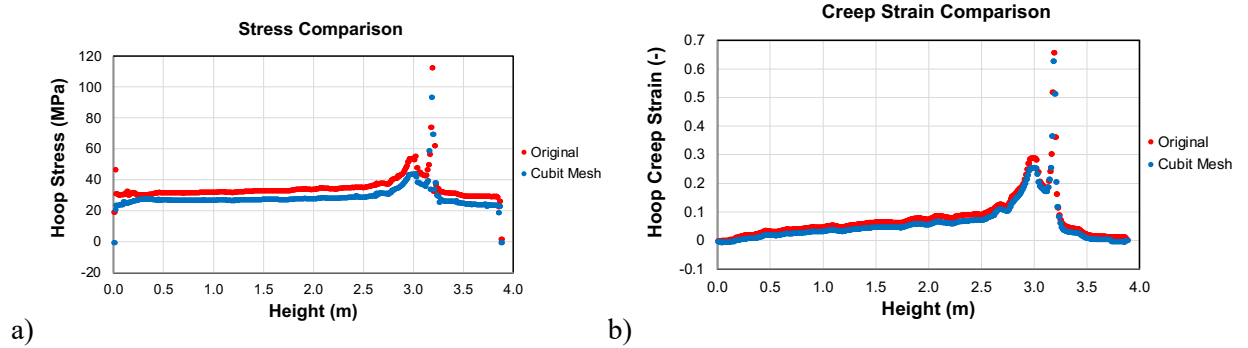 Stress Comparison
120
100
80
60
40
20
0
-20
Hoop Stress (MPa)
0.0 0.5 1.0 1.5 2.0 2.5 3.0 3.5 4.0
Height (m)
Original
Cubit Mesh
a)
Creep Strain Comparison
0.7
0.6
0.5
0.4
0.3
0.2
0.1
0
-0.1
Hoop Creep Strain (-)
0.0 0.5 1.0 1.5 2.0 2.5 3.0 3.5 4.0
Height (m)
Original
Cubit Mesh
b)